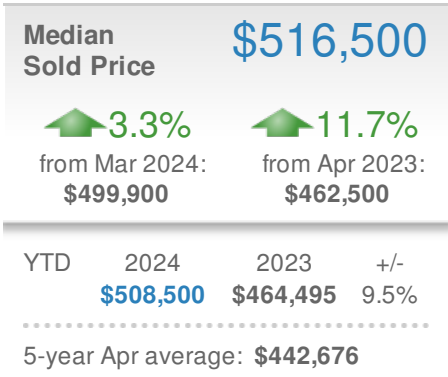 Median $516,500
Sold Price
3.3% 11.7%
from Mar 2024: from Apr 2023:
$499,900 $462,500
YTD 2024 2023 +/-
$508,500 $464,495 9.5%
5-year Apr average: $442,676